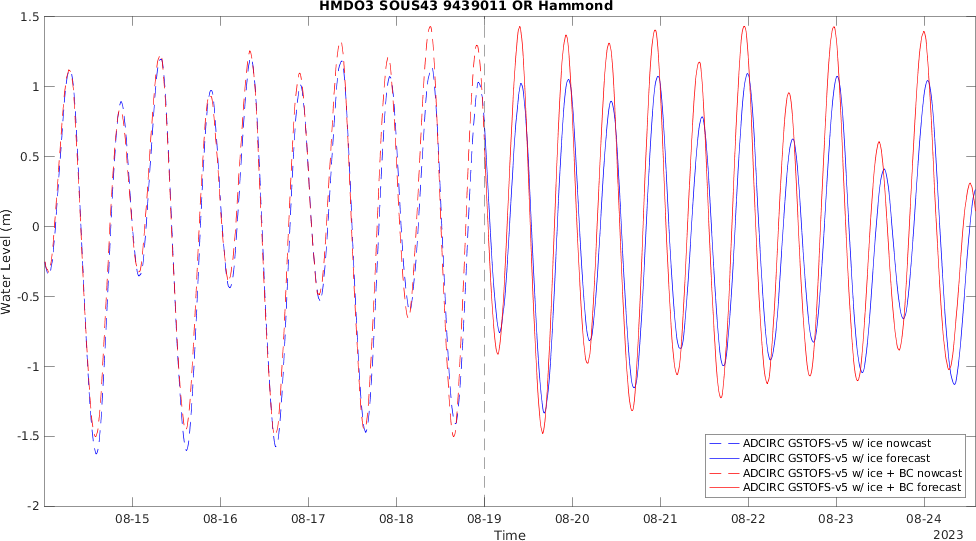 HMDO3 SOUS43 9439011 OR Hammond
1.5
1
0.5
0
-0.5
-1
-1.5
-2
Water Level (m)
08-15
08-16
08-17
08-18
08-19
08-20
08-21
08-22
08-23
08-24
Time
2023
ADCIRC GSTOFS-v5 w/ ice nowcast
ADCIRC GSTOFS-v5 w/ ice forecast
ADCIRC GSTOFS-v5 w/ ice + BC nowcast
ADCIRC GSTOFS-v5 w/ ice + BC forecast